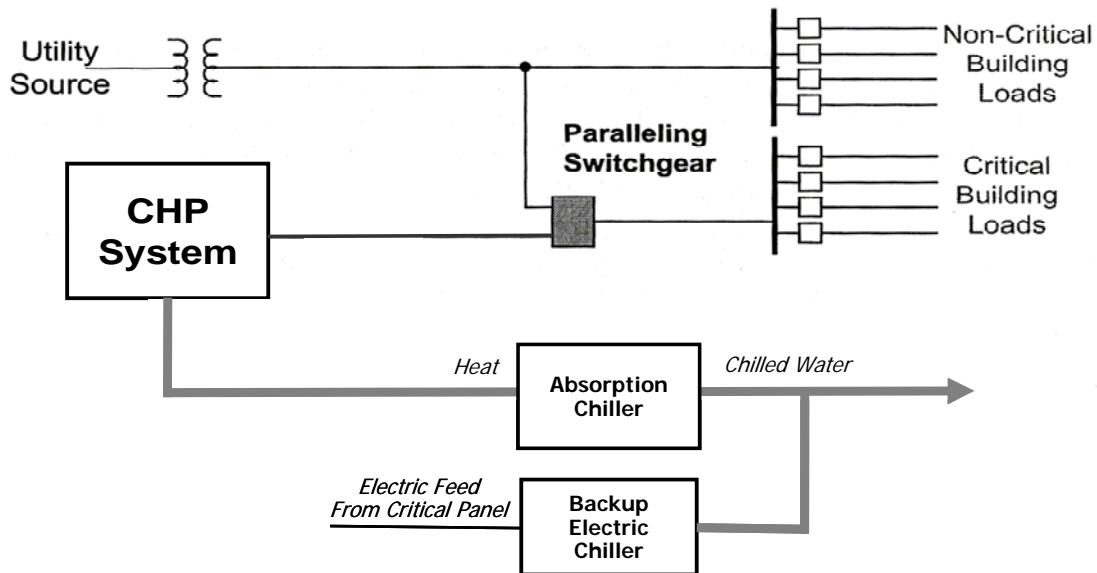 Utility
Source
Non-Critical
Building
Loads
Paralleling
Switchgear
Critical
Building
Loads
CHP
System
Heat
Absorption
Chiller
Chilled Water
Electric Feed
From Critical Panel
Backup
Electric
Chiller